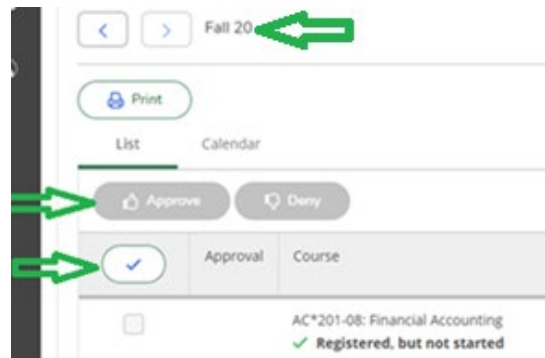 Fall 20
Print
List Calendar
Approve Deny
Approval Course
AC*201-08: Financial Accounting
Registered, but not started